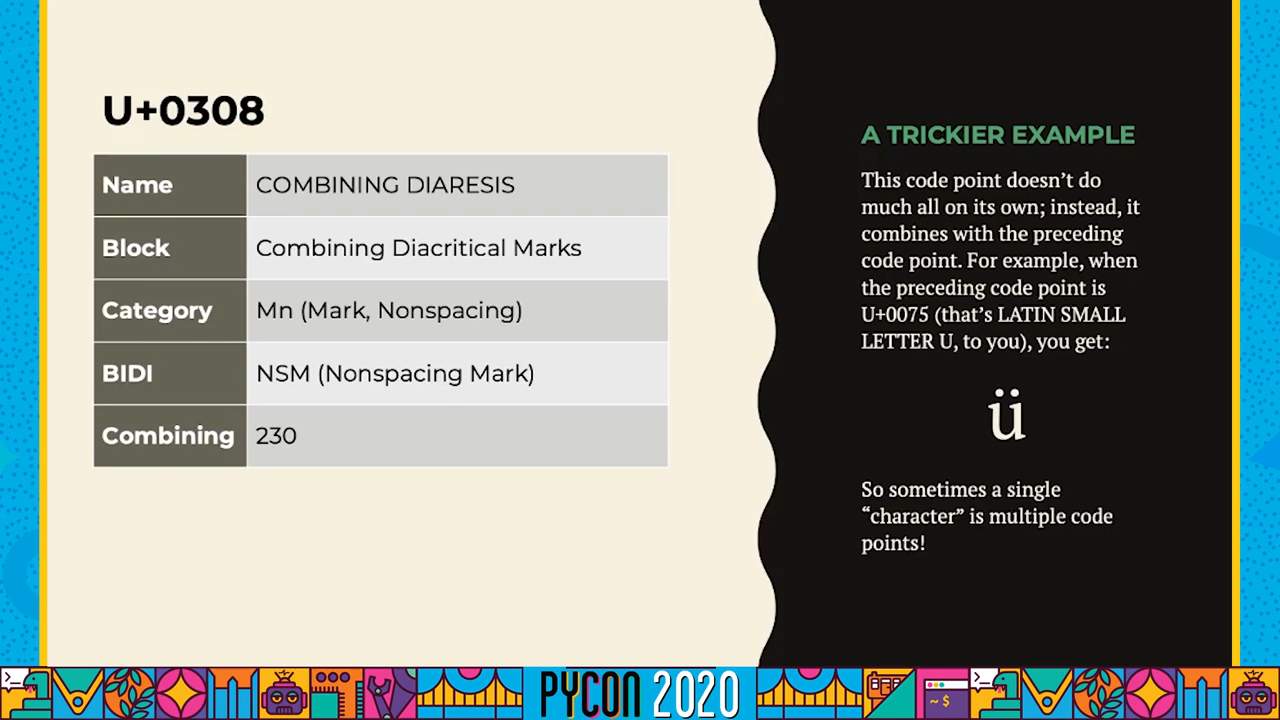 U+0308
Name COMBINING DIARESIS
Block Combining Diacritical Marks
Category Mn (Mark, Nonspacing)
BIDI NSM (Nonspacing Mark)
Combining 230
A TRICKIER EXAMPLE
This code point doesn’t do
much all on its own; instead, it
combines with the preceding
code point. For example, when
the preceding code point is
U+0075 (that’s LATIN SMALL
LETTER U, to you), you get:
ü
So sometimes a single
“character” is multiple code
points!
PYCON 2020
~$